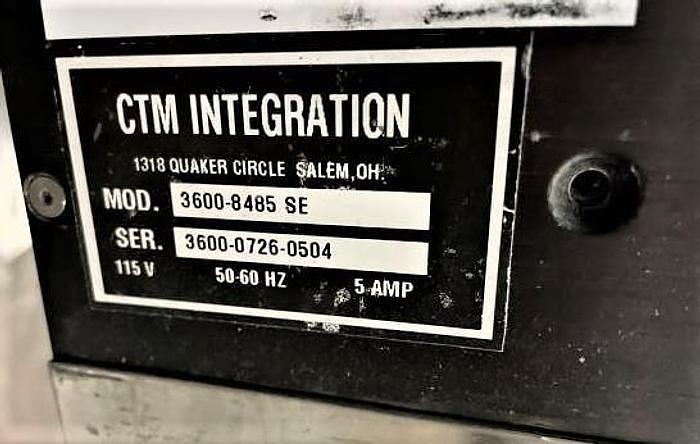 CTM INTEGRATION
1318 QUAKER CIRCLE SALEM, OH.
MOD. 3600-8485 SE
SER. 3600-0726-0504
115 V 50-60 HZ 5 AMP